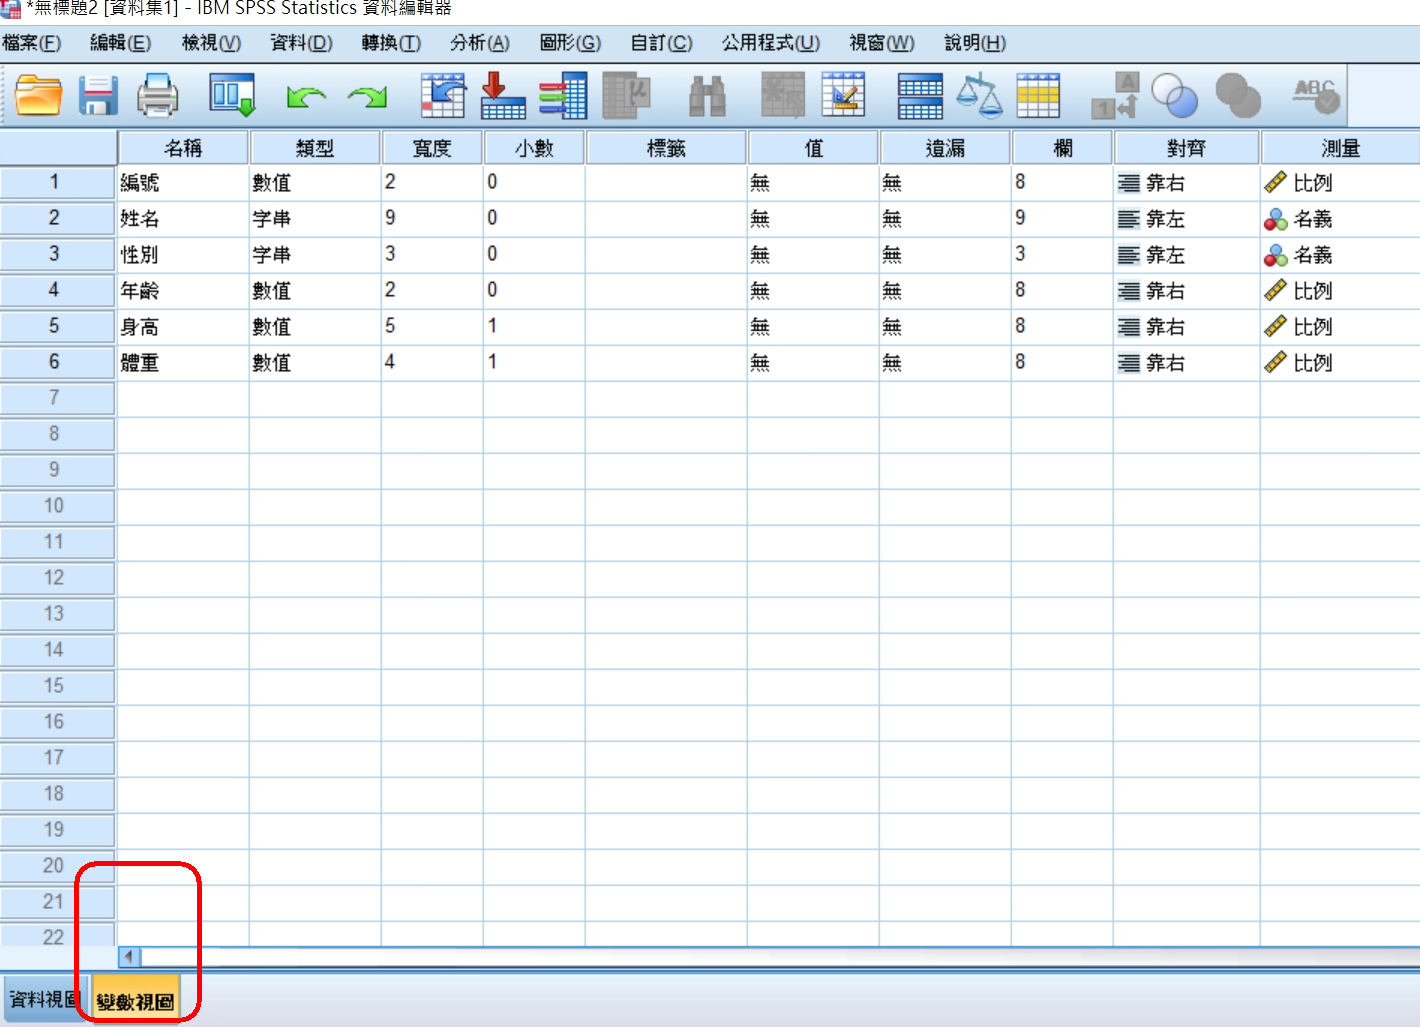 *無標題2 [資料集1] - IBM SPSS Statistics 資料編輯器
檔案(F) 編輯(E) 檢視(V) 資料(D) 轉換(T) 分析(A) 圖形(G) 自訂(C) 公用程式(U) 視窗(W) 說明(H)
μ A 1 ABC
名稱 類型 寬度 小數 標籤 值 遺漏 欄 對齊 測量
1 編號 數值 2 0 無 無 8 靠右 比例
2 姓名 字串 9 0 無 無 9 靠左 名義
3 性別 字串 3 0 無 無 3 靠左 名義
4 年齡 數值 2 0 無 無 8 靠右 比例
5 身高 數值 5 1 無 無 8 靠右 比例
6 體重 數值 4 1 無 無 8 靠右 比例
7
8
9
10
11
12
13
14
15
16
17
18
19
20
21
22
資料視圖 變數視圖